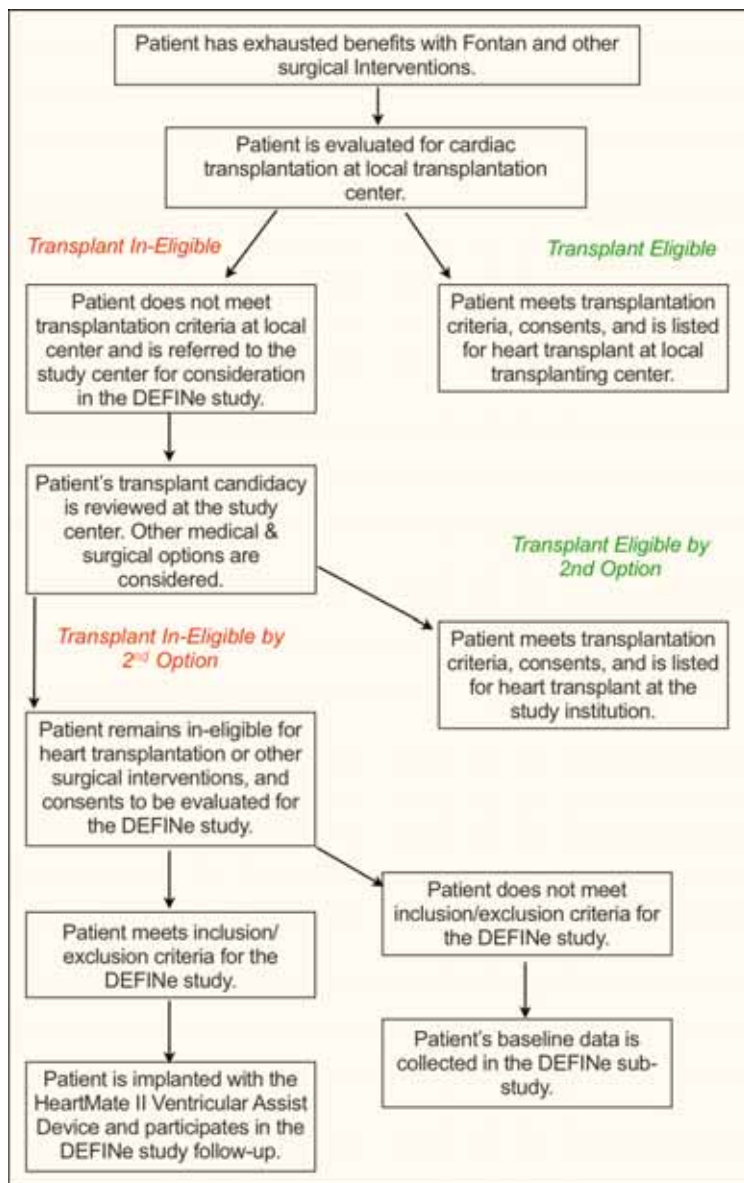 Patient has exhausted benefits with Fontan and other
surgical Interventions.
Patient is evaluated for cardiac
transplantation at local transplantation
center.
Transplant In-Eligible
Transplant Eligible
Patient does not meet
transplantation criteria at local
center and is referred to the
study center for consideration
in the DEFINe study.
Patient meets transplantation
criteria, consents, and is listed
for heart transplant at local
transplanting center.
Patient's transplant candidacy
is reviewed at the study
center. Other medical &
surgical options are
considered.
Transplant Eligible by
2nd Option
Transplant In-Eligible by
2nd Option
Patient meets transplantation
criteria, consents, and is listed
for heart transplant at the
study institution.
Patient remains in-eligible for
heart transplantation or other
surgical interventions, and
consents to be evaluated for
the DEFINe study.
Patient does not meet
inclusion/exclusion criteria for
the DEFINe study.
Patient meets inclusion/
exclusion criteria for the
DEFINe study.
Patient's baseline data is
collected in the DEFINe sub-
study.
Patient is implanted with the
HeartMate II Ventricular Assist
Device and participates in the
DEFINe study follow-up.